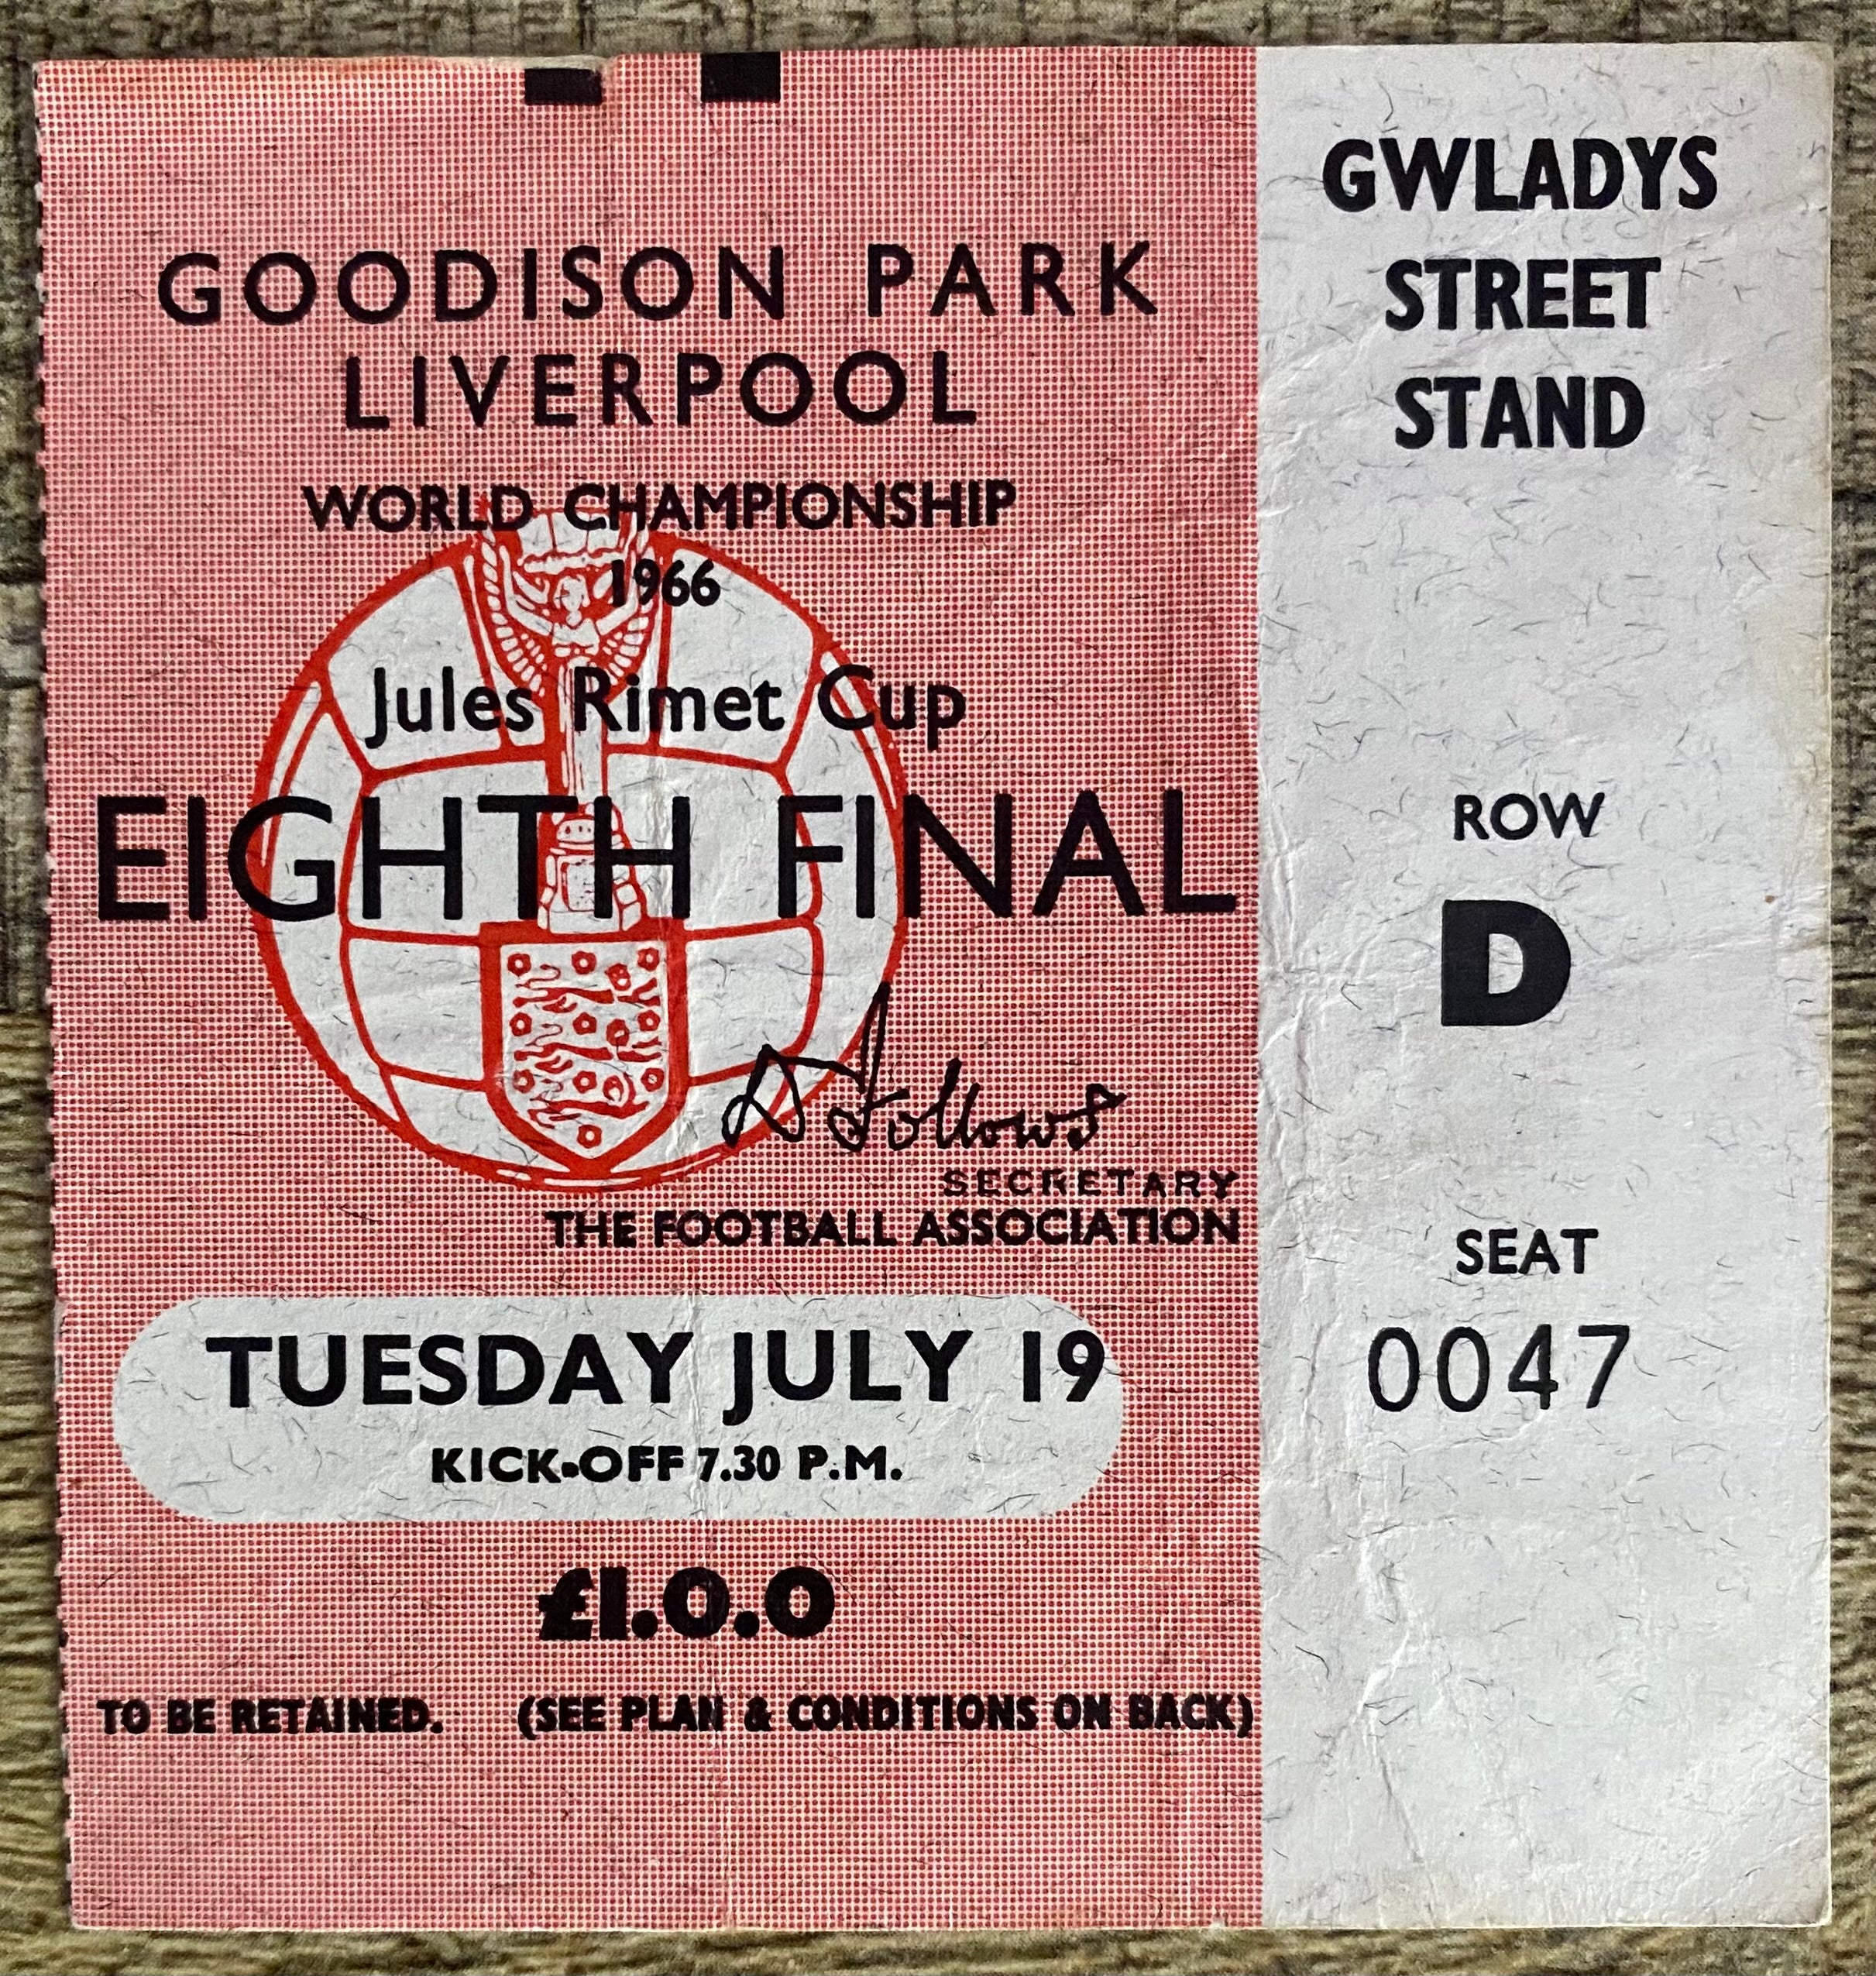 GOODISON PARK
LIVERPOOL
WORLD CHAMPIONSHIP
1966
Jules Rimet Cup
EIGHTH FINAL
D Follows
SECRETARY
THE FOOTBALL ASSOCIATION
TUESDAY JULY 19
KICK-OFF 7.30 P.M.
£1.0.0
TO BE RETAINED. (SEE PLAN & CONDITIONS ON BACK)
GWLADYS
STREET
STAND
ROW
D
SEAT
0047